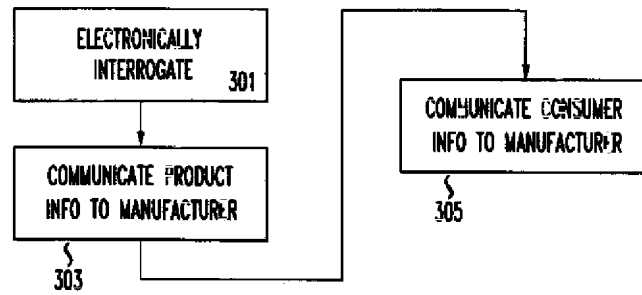 ELECTRONICALLY
INTERROGATE
301
COMMUNICATE PRODUCT
INFO TO MANUFACTURER
303
COMMUNICATE CONSUMER
INFO TO MANUFACTURER
305